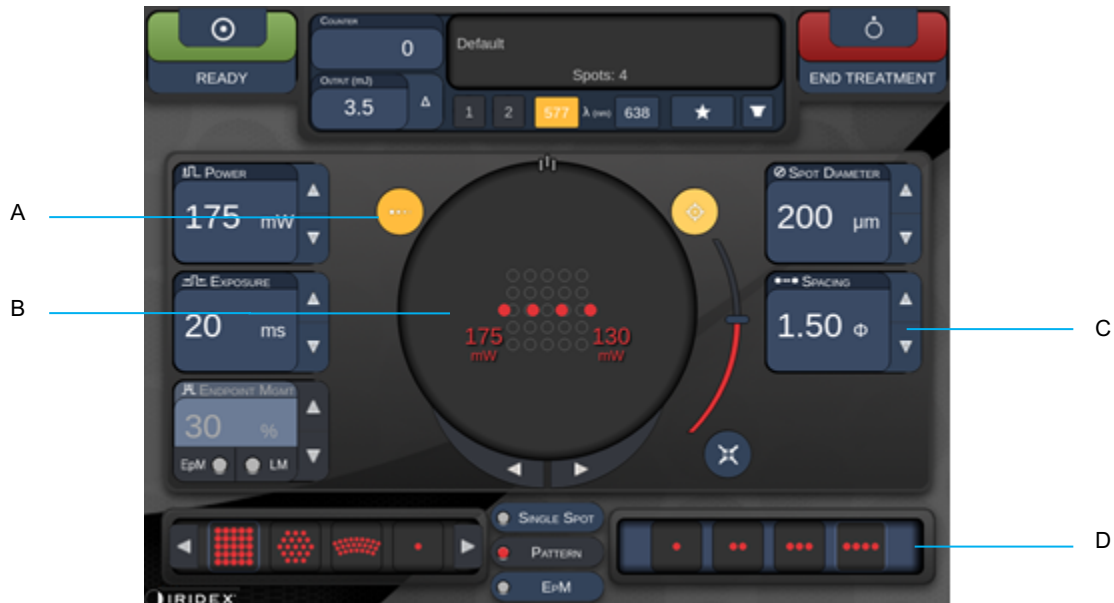 COUNTER
0
OUTPUT (mJ)
3.5
Δ
Default
Spots: 4
1
2
577
λ (nm)
638
READY
END TREATMENT
POWER
175 mW
EXPOSURE
20 ms
ENDPOINT MGMT
30 %
EpM
LM
175
mW
130
mW
SPOT DIAMETER
200 µm
SPACING
1.50 Φ
SINGLE SPOT
PATTERN
EPM
IRIDEX
A
B
C
D